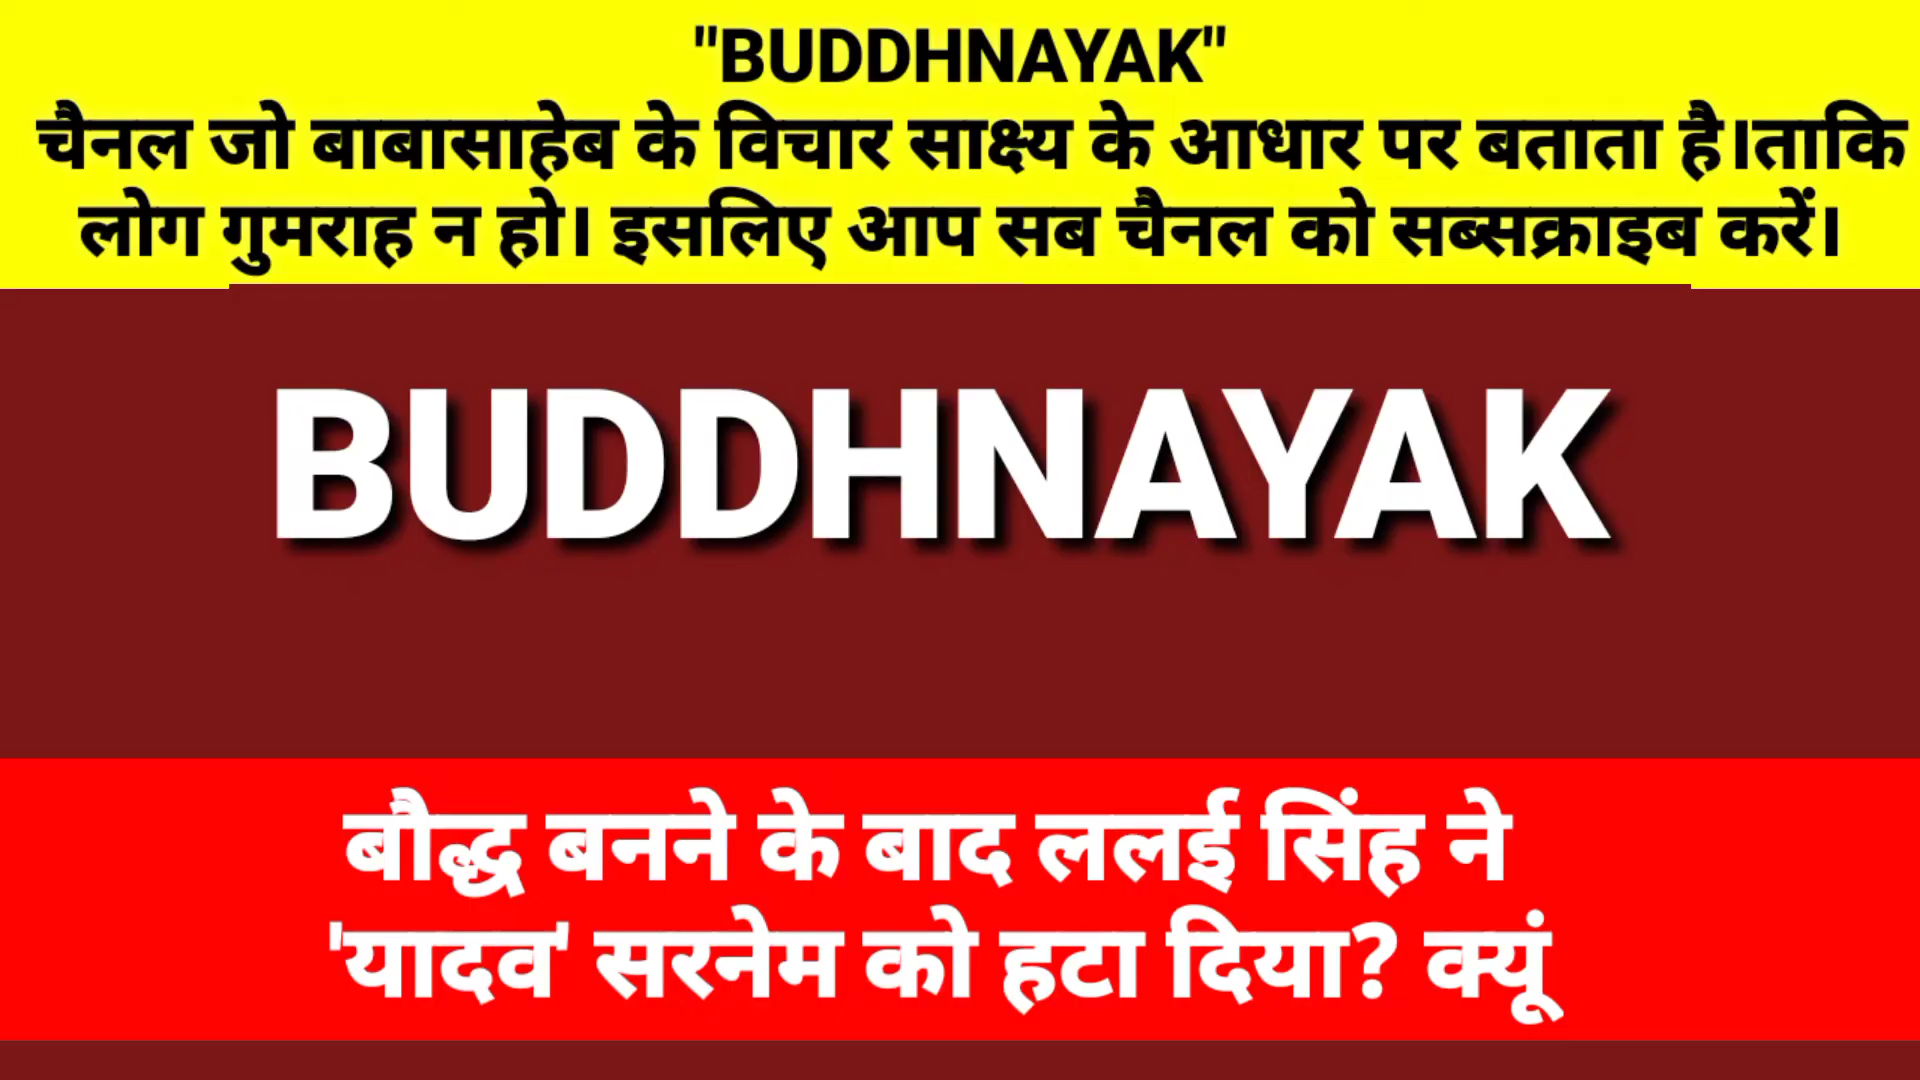 "BUDDHNAYAK"
चैनल जो बाबासाहेब के विचार साक्ष्य के आधार पर बताता है।ताकि
लोग गुमराह न हो। इसलिए आप सब चैनल को सब्सक्राइब करें।
BUDDHNAYAK
बौद्ध बनने के बाद ललई सिंह ने
'यादव' सरनेम को हटा दिया? क्यूं